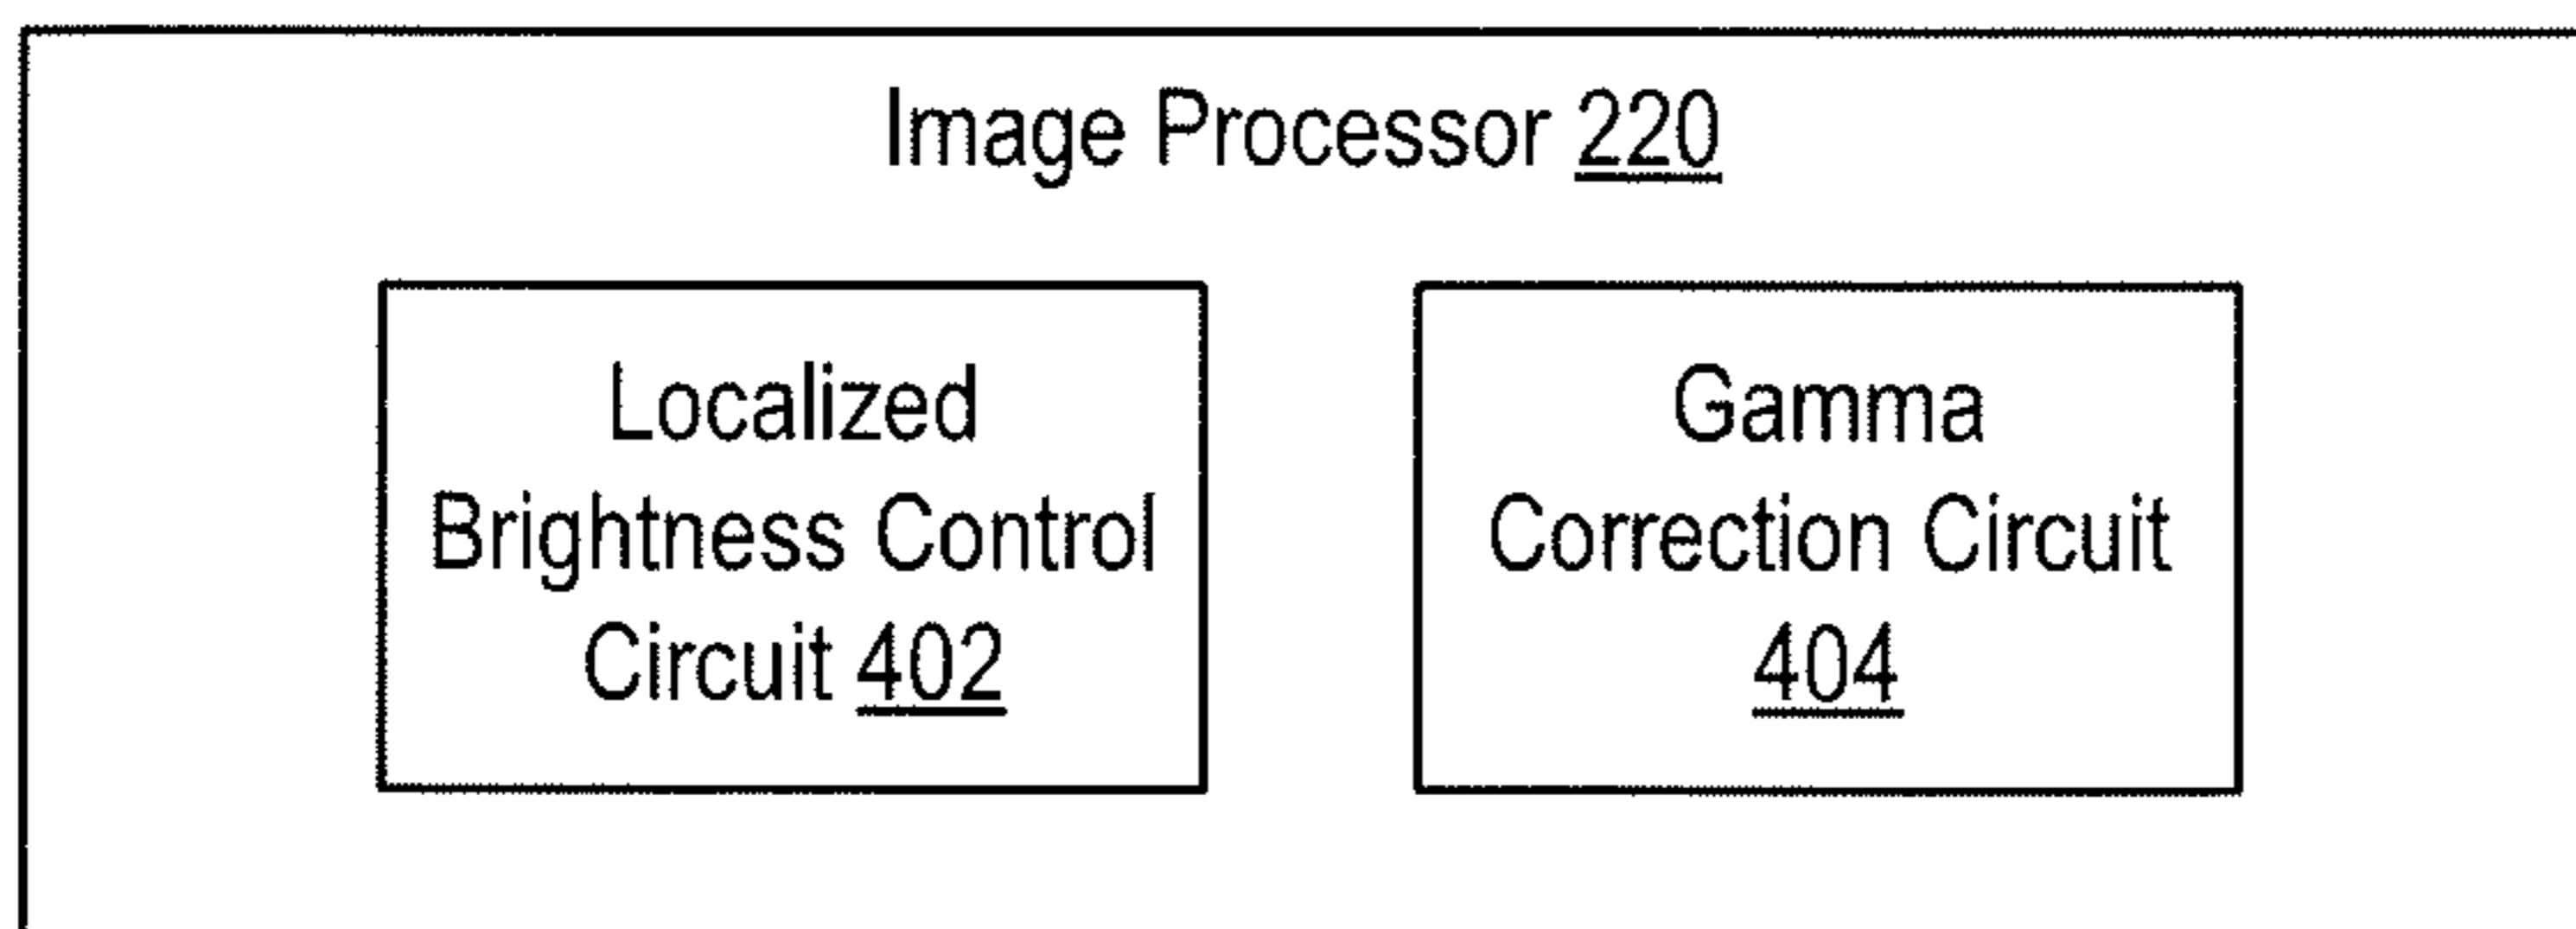 Image Processor 220
Localized
Brightness Control
Circuit 402
Gamma
Correction Circuit
404